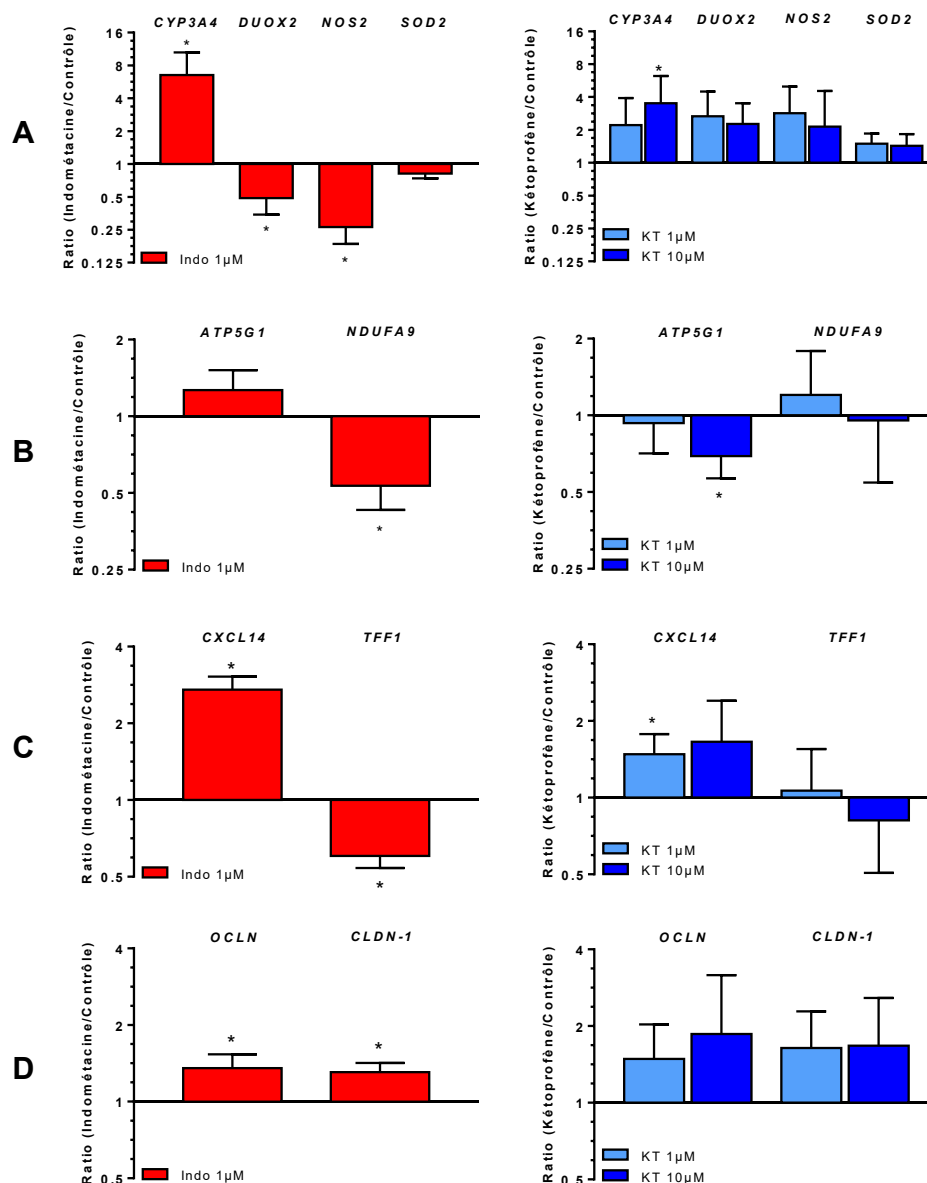 CYP3A4 DUOX2 NOS2 SOD2
16
8
4
2
1
0.5
0.25
0.125
Ratio (Indométacine/Contrôle)
* * *
Indo 1µM
A
CYP3A4 DUOX2 NOS2 SOD2
16
8
4
2
1
0.5
0.25
0.125
Ratio (Kétoprofène/Contrôle)
*
KT 1µM
KT 10µM
ATP5G1 NDUFA9
2
1
0.5
0.25
Ratio (Indométacine/Contrôle)
*
Indo 1µM
B
ATP5G1 NDUFA9
2
1
0.5
0.25
Ratio (Kétoprofène/Contrôle)
*
KT 1µM
KT 10µM
CXCL14 TFF1
4
2
1
0.5
Ratio (Indométacine/Contrôle)
* *
Indo 1µM
C
CXCL14 TFF1
4
2
1
0.5
Ratio (Kétoprofène/Contrôle)
*
KT 1µM
KT 10µM
OCLN CLDN-1
4
2
1
0.5
Ratio (Indométacine/Contrôle)
* *
Indo 1µM
D
OCLN CLDN-1
4
2
1
0.5
Ratio (Kétoprofène/Contrôle)
KT 1µM
KT 10µM